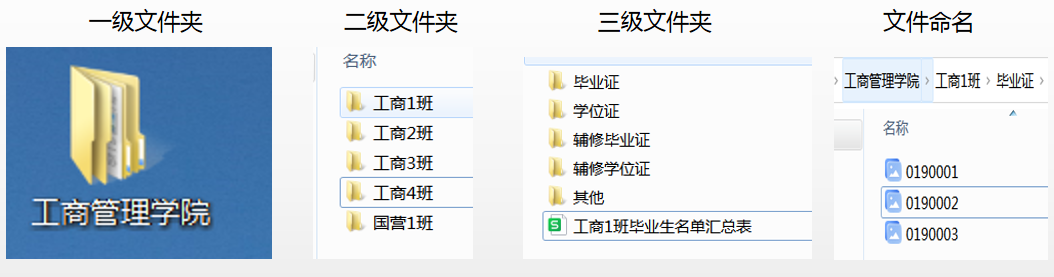 一级文件夹
二级文件夹
三级文件夹
文件命名
工商管理学院
名称
工商1班
工商2班
工商3班
工商4班
国营1班
毕业证
学位证
辅修毕业证
辅修学位证
其他
工商1班毕业生名单汇总表
工商管理学院 › 工商1班 › 毕业证 ›
名称
0190001
0190002
0190003